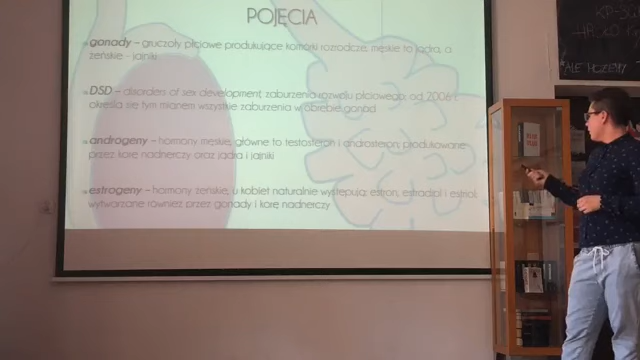 POJĘCIA
gonady – gruczoły płciowe produkujące komórki rozrodcze, męskie to jądra, a
żeńskie - jajniki
DSD – disorders of sex development, zaburzenia rozwoju płciowego; od 2006 r.
określa się tym mianem wszystkie zaburzenia w obrębie gonad
androgeny – hormony męskie, główne to testosteron i androsteron; produkowane
przez korę nadnerczy oraz jądra i jajniki
estrogeny – hormony żeńskie, u kobiet naturalnie występują: estron, estradiol i estriol;
wytwarzane również przez gonady i korę nadnerczy
ALE MOŻEMY